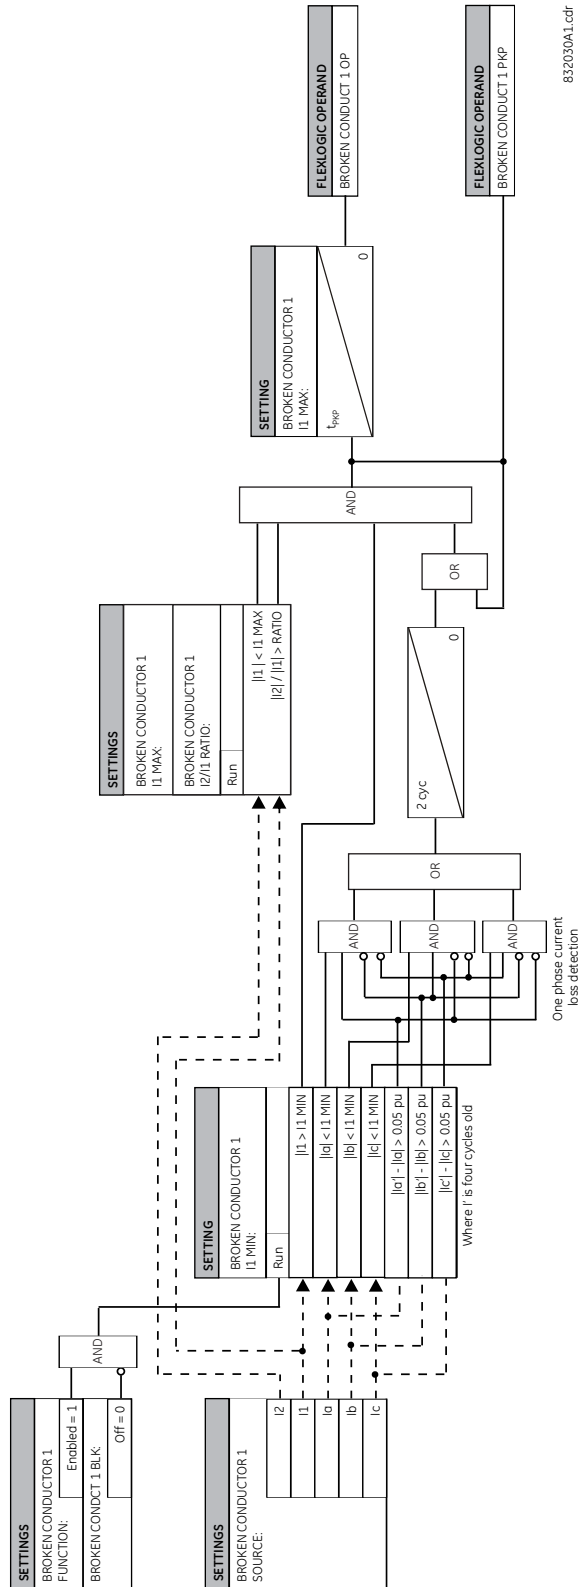 SETTINGS
BROKEN CONDUCTOR 1
FUNCTION:
Enabled = 1
BROKEN CONDCT 1 BLK:
Off = 0
AND
SETTINGS
BROKEN CONDUCTOR 1
SOURCE:
I2
I1
Ia
Ib
Ic
SETTING
BROKEN CONDUCTOR 1
I1 MIN:
Run
|I1 > I1 MIN
|Ia| < I1 MIN
|Ib| < I1 MIN
|Ic| < I1 MIN
|Ia'| - |Ia| > 0.05 pu
|Ib'| - |Ib| > 0.05 pu
|Ic'| - |Ic| > 0.05 pu
Where I' is four cycles old
SETTINGS
BROKEN CONDUCTOR 1
I1 MAX:
BROKEN CONDUCTOR 1
I2/I1 RATIO:
Run
|I1 | < I1 MAX
|I2| / |I1| > RATIO
AND
AND
AND
One phase current
loss detection
OR
2 cyc
0
OR
AND
SETTING
BROKEN CONDUCTOR 1
I1 MAX:
tPKP
0
FLEXLOGIC OPERAND
BROKEN CONDUCT 1 OP
FLEXLOGIC OPERAND
BROKEN CONDUCT 1 PKP
832030A1.cdr